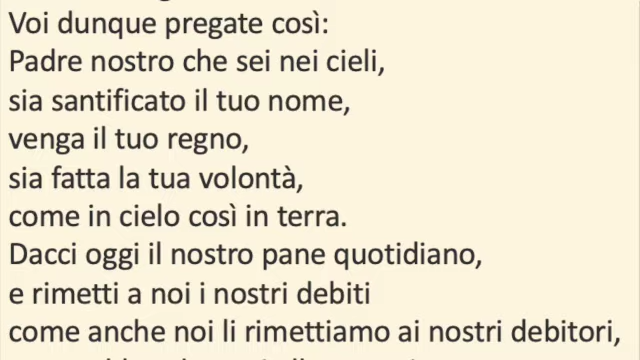 Voi dunque pregate così:
Padre nostro che sei nei cieli,
sia santificato il tuo nome,
venga il tuo regno,
sia fatta la tua volontà,
come in cielo così in terra.
Dacci oggi il nostro pane quotidiano,
e rimetti a noi i nostri debiti
come anche noi li rimettiamo ai nostri debitori,